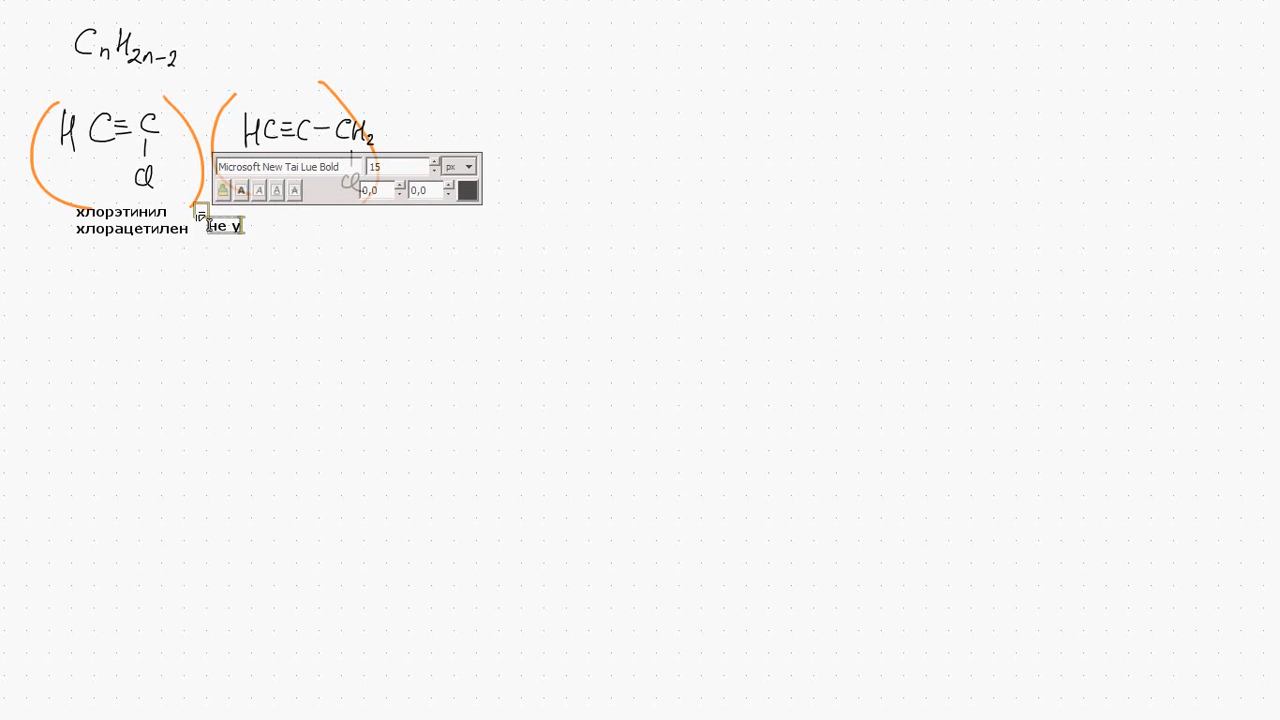 CnH2n-2
H C≡C
Cl
HC≡C-CH2
Cl
Microsoft New Tai Lue Bold 15 px
A A A A 0,0 0,0
хлорэтинил
хлорацетилен
не у